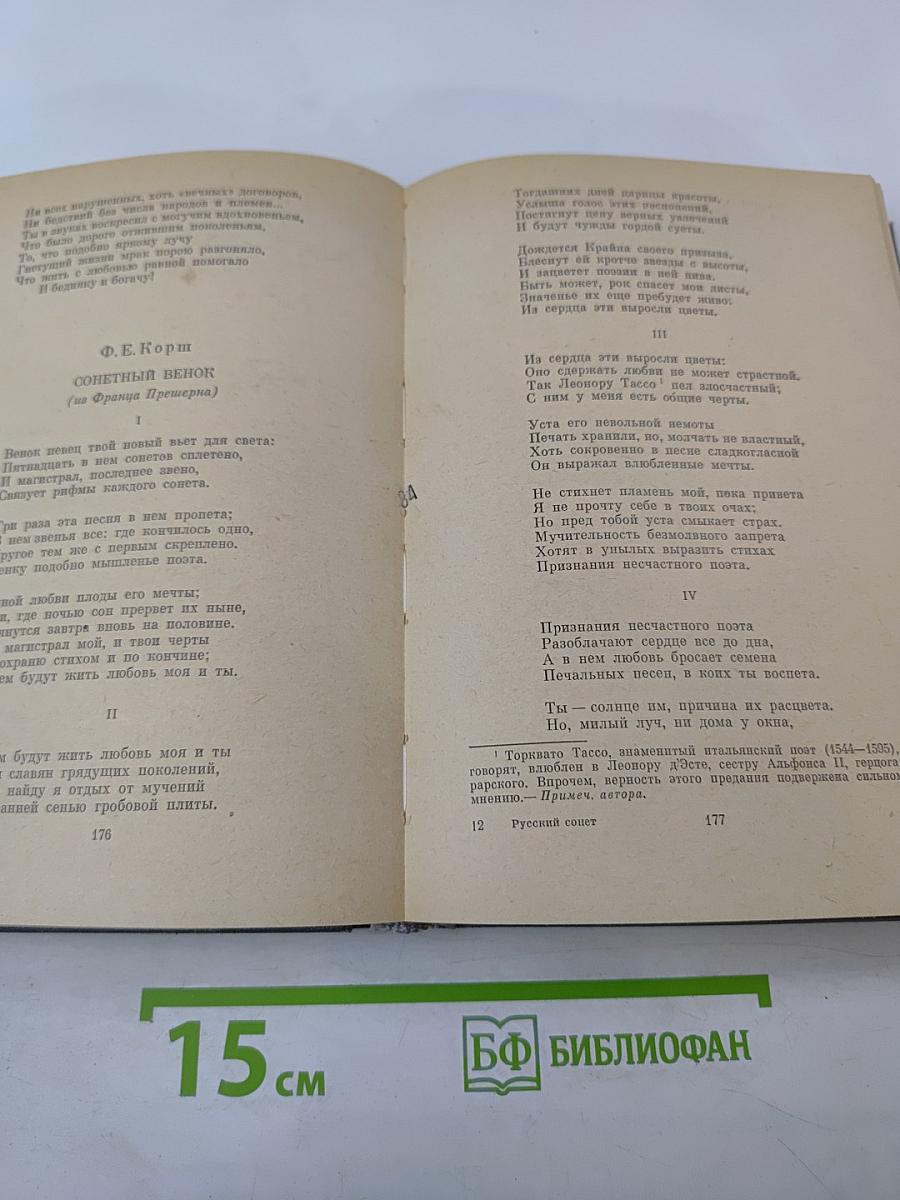 Ни всех нарушенных, хоть «вечных» договоров,
Ни бедствий без числа народов и племен...
Ты в звуках воскресил с могучим вдохновеньем,
Что было дорого отжившим поколеньям,
То, что подобно яркому лучу
Гнетущий жизни мрак порою разгоняло,
Что жить с любовью равной помогало
И бедняку и богачу!
Ф. Е. Корш
СОНЕТНЫЙ ВЕНОК
(из Франца Прешерна)
I
Венок певец твой новый вьет для света:
Пятнадцать в нем сонетов сплетено,
И магистрал, последнее звено,
Связует рифмы каждого сонета.
Три раза эта песня в нем пропета;
В нем звенья все: где кончилось одно,
ругое тем же с первым скреплено.
енку подобно мышленье поэта.
ной любви плоды его мечты;
и, где ночью сон прервет их ныне,
чнутся завтра вновь на половине.
магистрал мой, и твои черты
охраню стихом и по кончине;
ем будут жить любовь моя и ты.
II
м будут жить любовь моя и ты
и славян грядущих поколений,
найду я отдых от мучений
анней сенью гробовой плиты.
176
84
Тогдашних дней царицы красоты,
Услыша голос этих песнопений,
Постигнут цену верных увлечений
И будут чужды гордой суеты.
Дождется Крайна своего призыва,
Блеснут ей кротче звезды с высоты,
И зацветет поэзии в ней нива.
Быть может, рок спасет мои листы,
Значенье их еще пребудет живо:
Из сердца эти выросли цветы.
III
Из сердца эти выросли цветы:
Оно сдержать любви не может страстной.
Так Леонору Тассо¹ пел злосчастный;
С ним у меня есть общие черты.
Уста его невольной немоты
Печать хранили, но, молчать не властный,
Хоть сокровенно в песне сладкогласной
Он выражал влюбленные мечты.
Не стихнет пламень мой, пока привета
Я не прочту себе в твоих очах;
Но пред тобой уста смыкает страх.
Мучительность безмолвного запрета
Хотят в унылых выразить стихах
Признания несчастного поэта.
IV
Признания несчастного поэта
Разоблачают сердце все до дна,
А в нем любовь бросает семена
Печальных песен, в коих ты воспета.
Ты — солнце им, причина их расцвета.
Но, милый луч, ни дома у окна,
¹ Торквато Тассо, знаменитый итальянский поэт (1544—1595),
говорят, влюблен в Леонору д'Эсте, сестру Альфонса II, герцога
рарского. Впрочем, верность этого предания подвержена сильном
мнению.— Примеч. автора.
12 Русский сонет 177
15 см
БФ БИБЛИОФАН